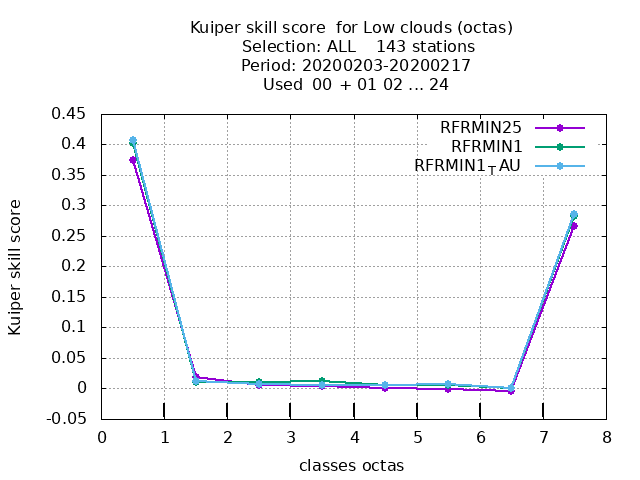 Kuiper skill score  for Low clouds (octas)
Selection: ALL    143 stations
Period: 20200203-20200217
Used  00 + 01 02 ... 24
RFRMIN25
RFRMIN1
RFRMIN1TAU
Kuiper skill score
0.45
0.4
0.35
0.3
0.25
0.2
0.15
0.1
0.05
0
-0.05
0 1 2 3 4 5 6 7 8
classes octas